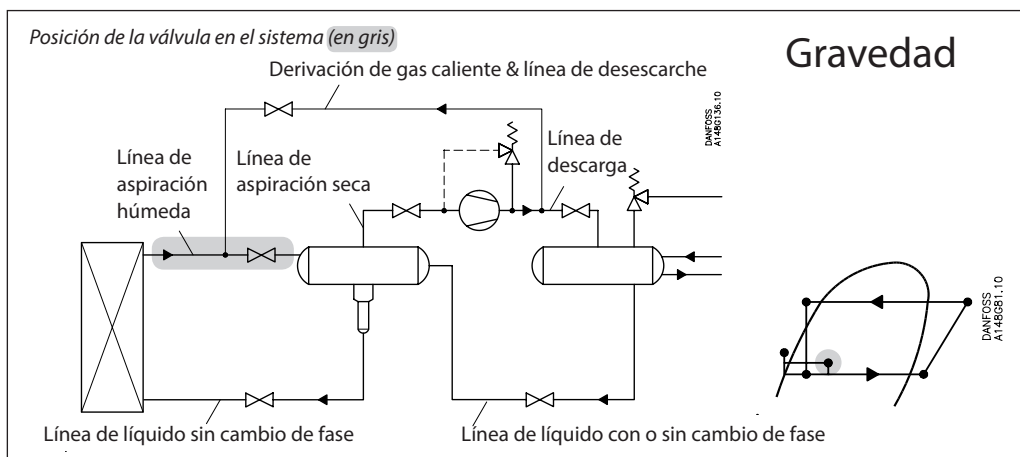 Posición de la válvula en el sistema (en gris)
Gravedad
Derivación de gas caliente & línea de desescarche
DANFOSS
A148G136.10
Línea de
aspiración
húmeda
Línea de
aspiración seca
Línea de
descarga
DANFOSS
A148G81.10
Línea de líquido sin cambio de fase
Línea de líquido con o sin cambio de fase